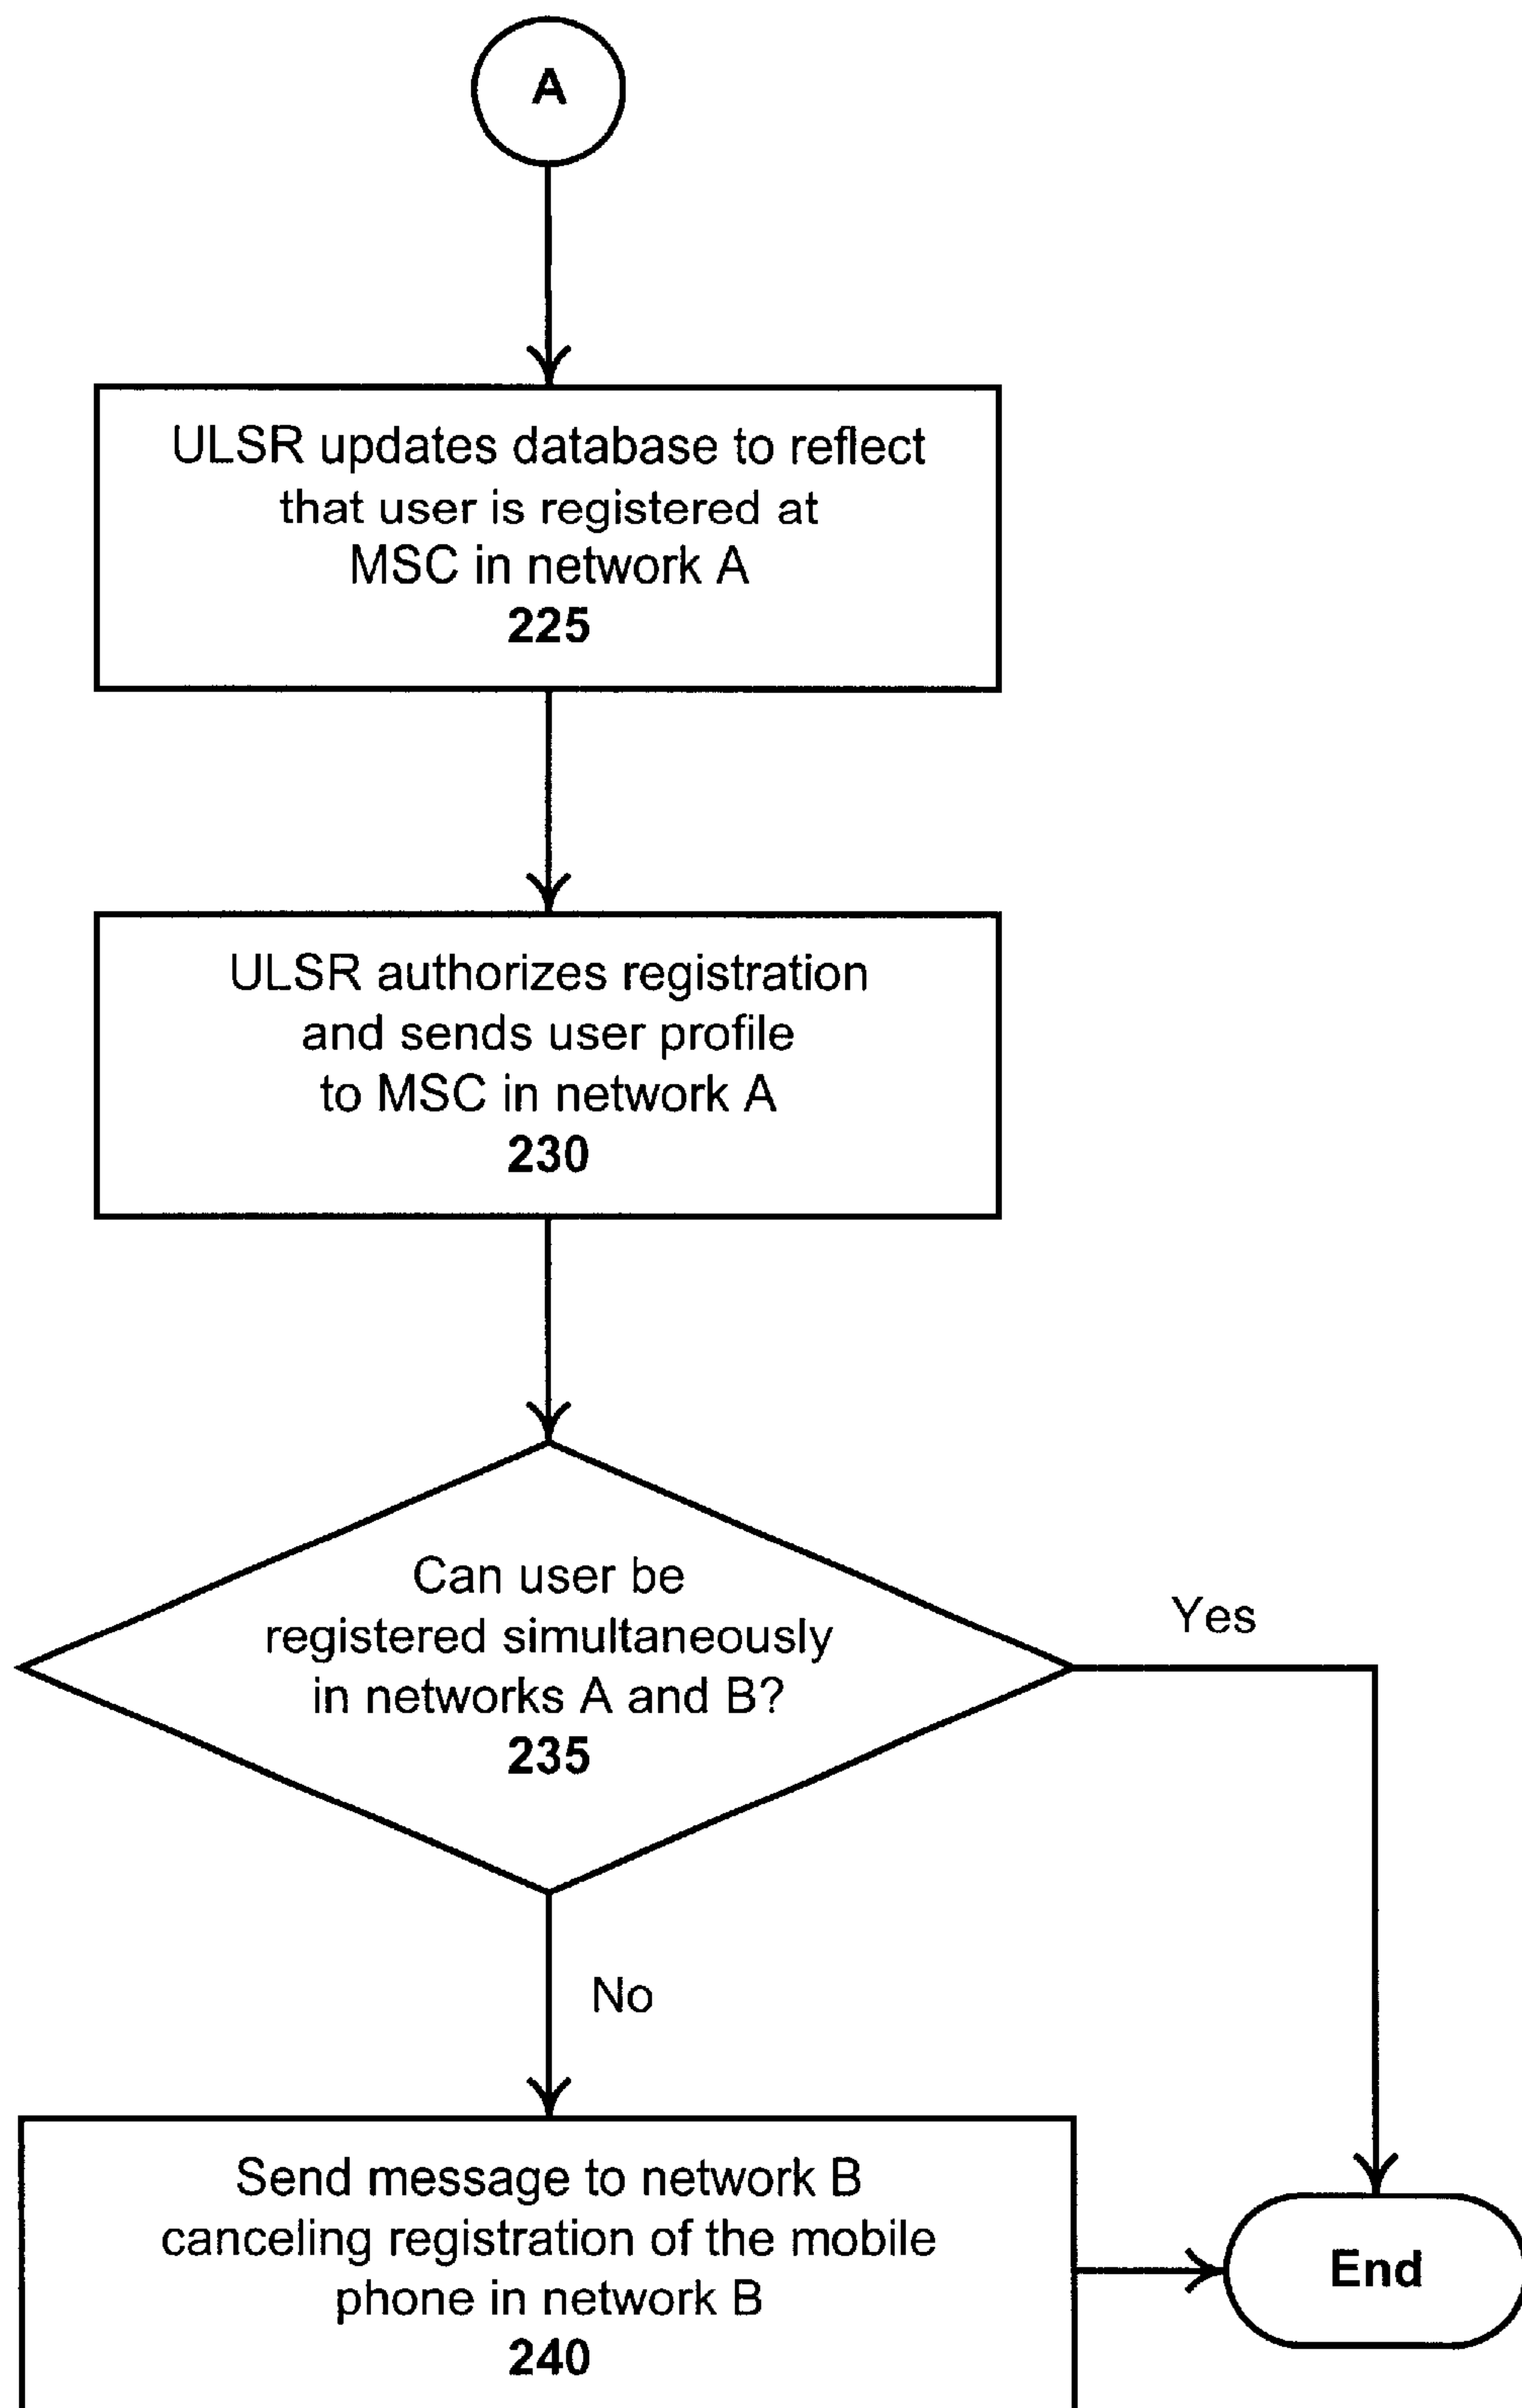 A
ULSR updates database to reflect
that user is registered at
MSC in network A
225
ULSR authorizes registration
and sends user profile
to MSC in network A
230
Can user be
registered simultaneously
in networks A and B?
235
Yes
No
Send message to network B
canceling registration of the mobile
phone in network B
240
End